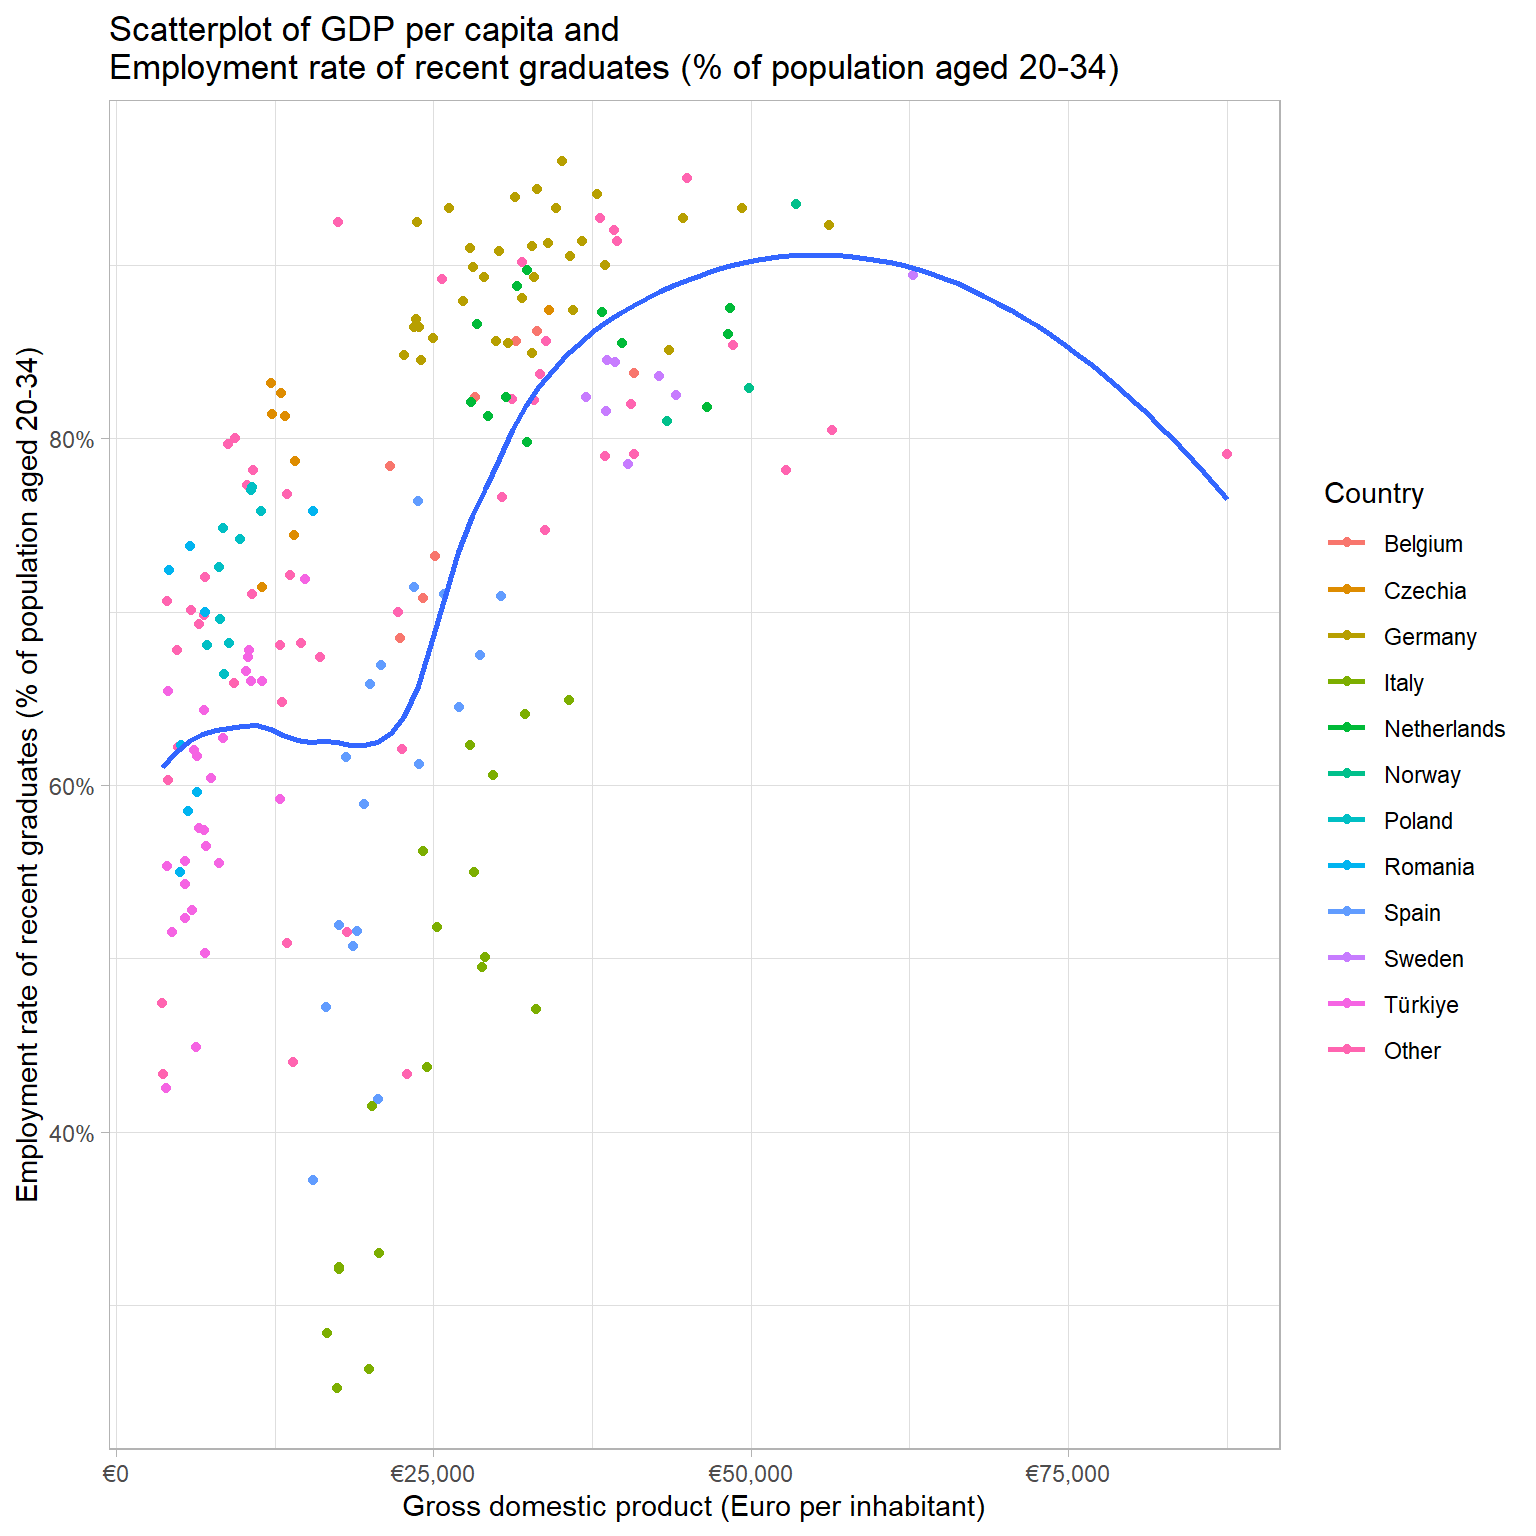 Scatterplot of GDP per capita and
Employment rate of recent graduates (% of population aged 20-34)
Employment rate of recent graduates (% of population aged 20-34)
80%
60%
40%
€0
€25,000
€50,000
€75,000
Gross domestic product (Euro per inhabitant)
Country
Belgium
Czechia
Germany
Italy
Netherlands
Norway
Poland
Romania
Spain
Sweden
Türkiye
Other